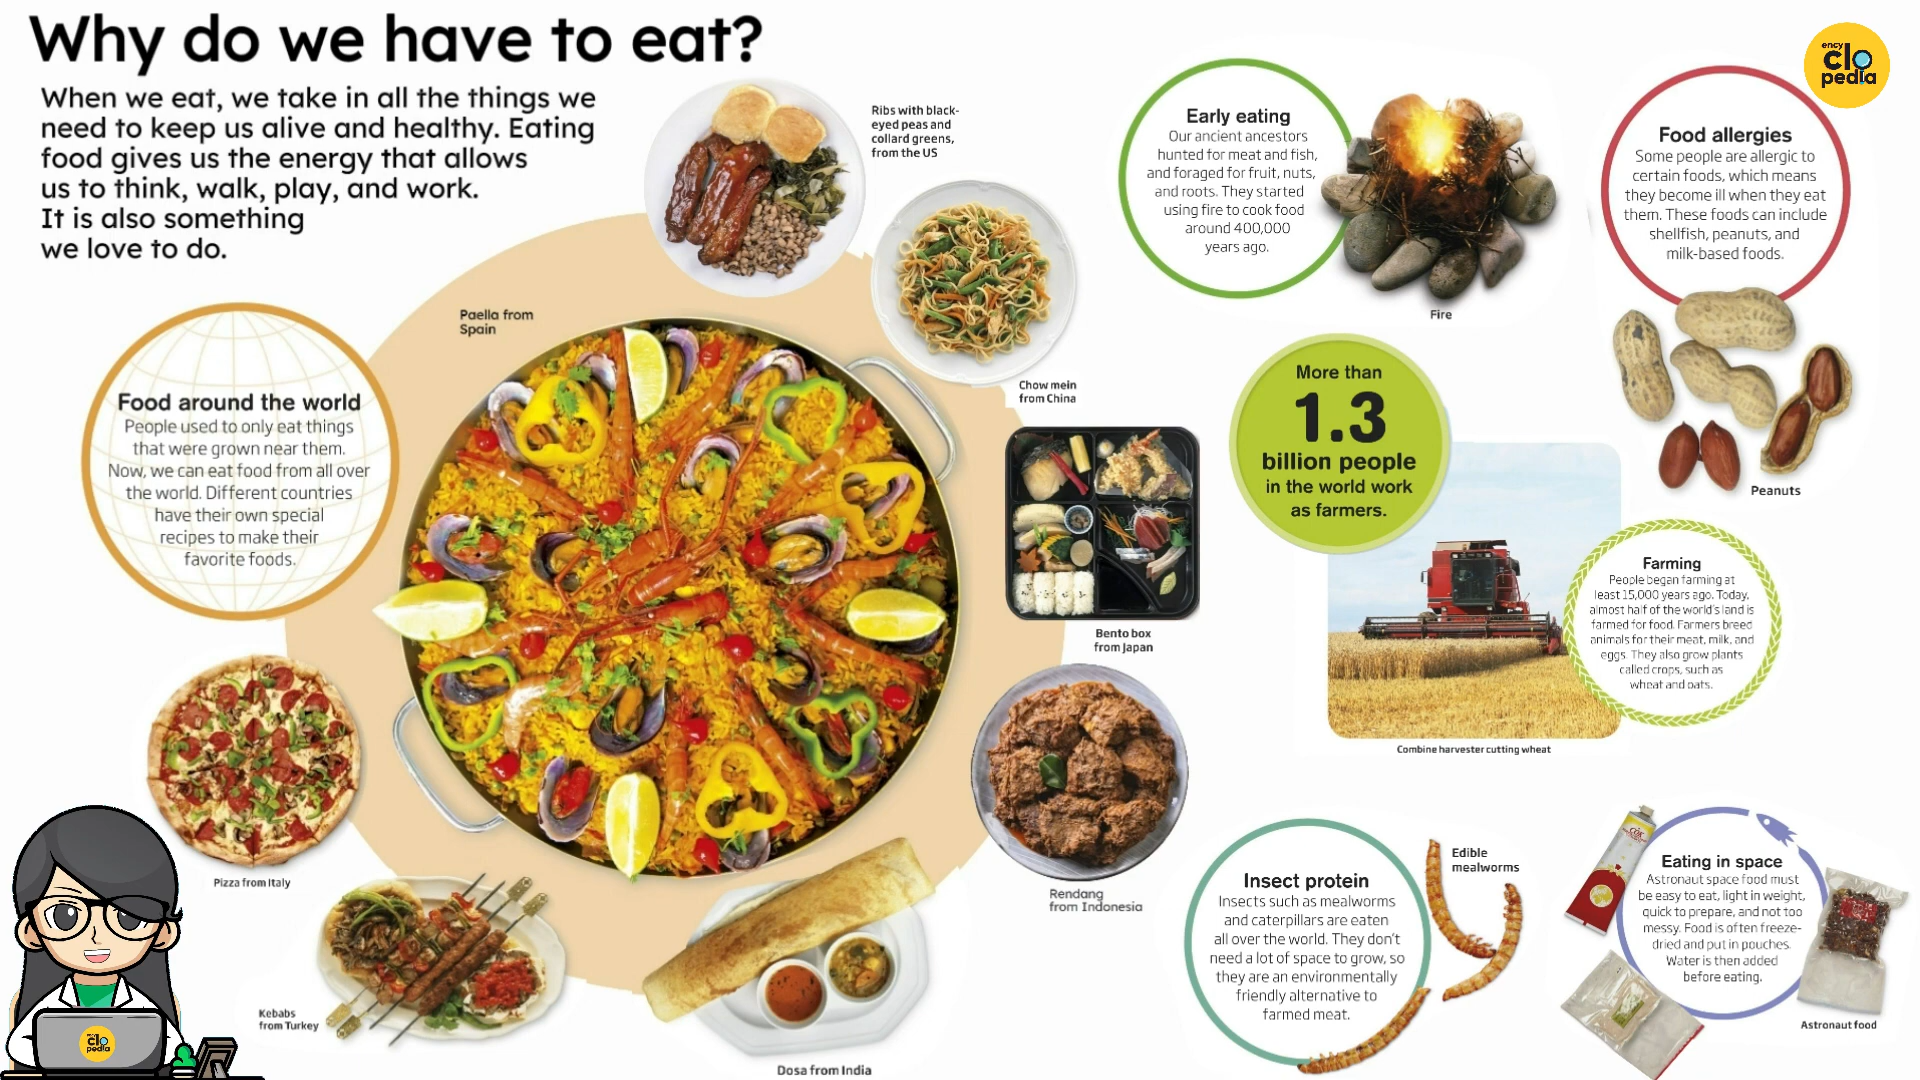 Why do we have to eat?
When we eat, we take in all the things we
need to keep us alive and healthy. Eating
food gives us the energy that allows
us to think, walk, play, and work.
It is also something
we love to do.
ency
clo
pedia
Ribs with black-
eyed peas and
collard greens,
from the US
Paella from
Spain
Chow mein
from China
Food around the world
People used to only eat things
that were grown near them.
Now, we can eat food from all over
the world. Different countries
have their own special
recipes to make their
favorite foods.
Bento box
from Japan
Rendang
from Indonesia
Pizza from Italy
Kebabs
from Turkey
Dosa from India
Early eating
Our ancient ancestors
hunted for meat and fish,
and foraged for fruit, nuts,
and roots. They started
using fire to cook food
around 400,000
years ago.
Fire
Food allergies
Some people are allergic to
certain foods, which means
they become ill when they eat
them. These foods can include
shellfish, peanuts, and
milk-based foods.
Peanuts
More than
1.3
billion people
in the world work
as farmers.
Farming
People began farming at
least 15,000 years ago. Today,
almost half of the world's land is
farmed for food. Farmers breed
animals for their meat, milk, and
eggs. They also grow plants
called crops, such as
wheat and oats.
Combine harvester cutting wheat
Insect protein
Insects such as mealworms
and caterpillars are eaten
all over the world. They don't
need a lot of space to grow, so
they are an environmentally
friendly alternative to
farmed meat.
Edible
mealworms
Eating in space
Astronaut space food must
be easy to eat, light in weight,
quick to prepare, and not too
messy. Food is often freeze-
dried and put in pouches.
Water is then added
before eating.
Astronaut food
ency
clo
pedia